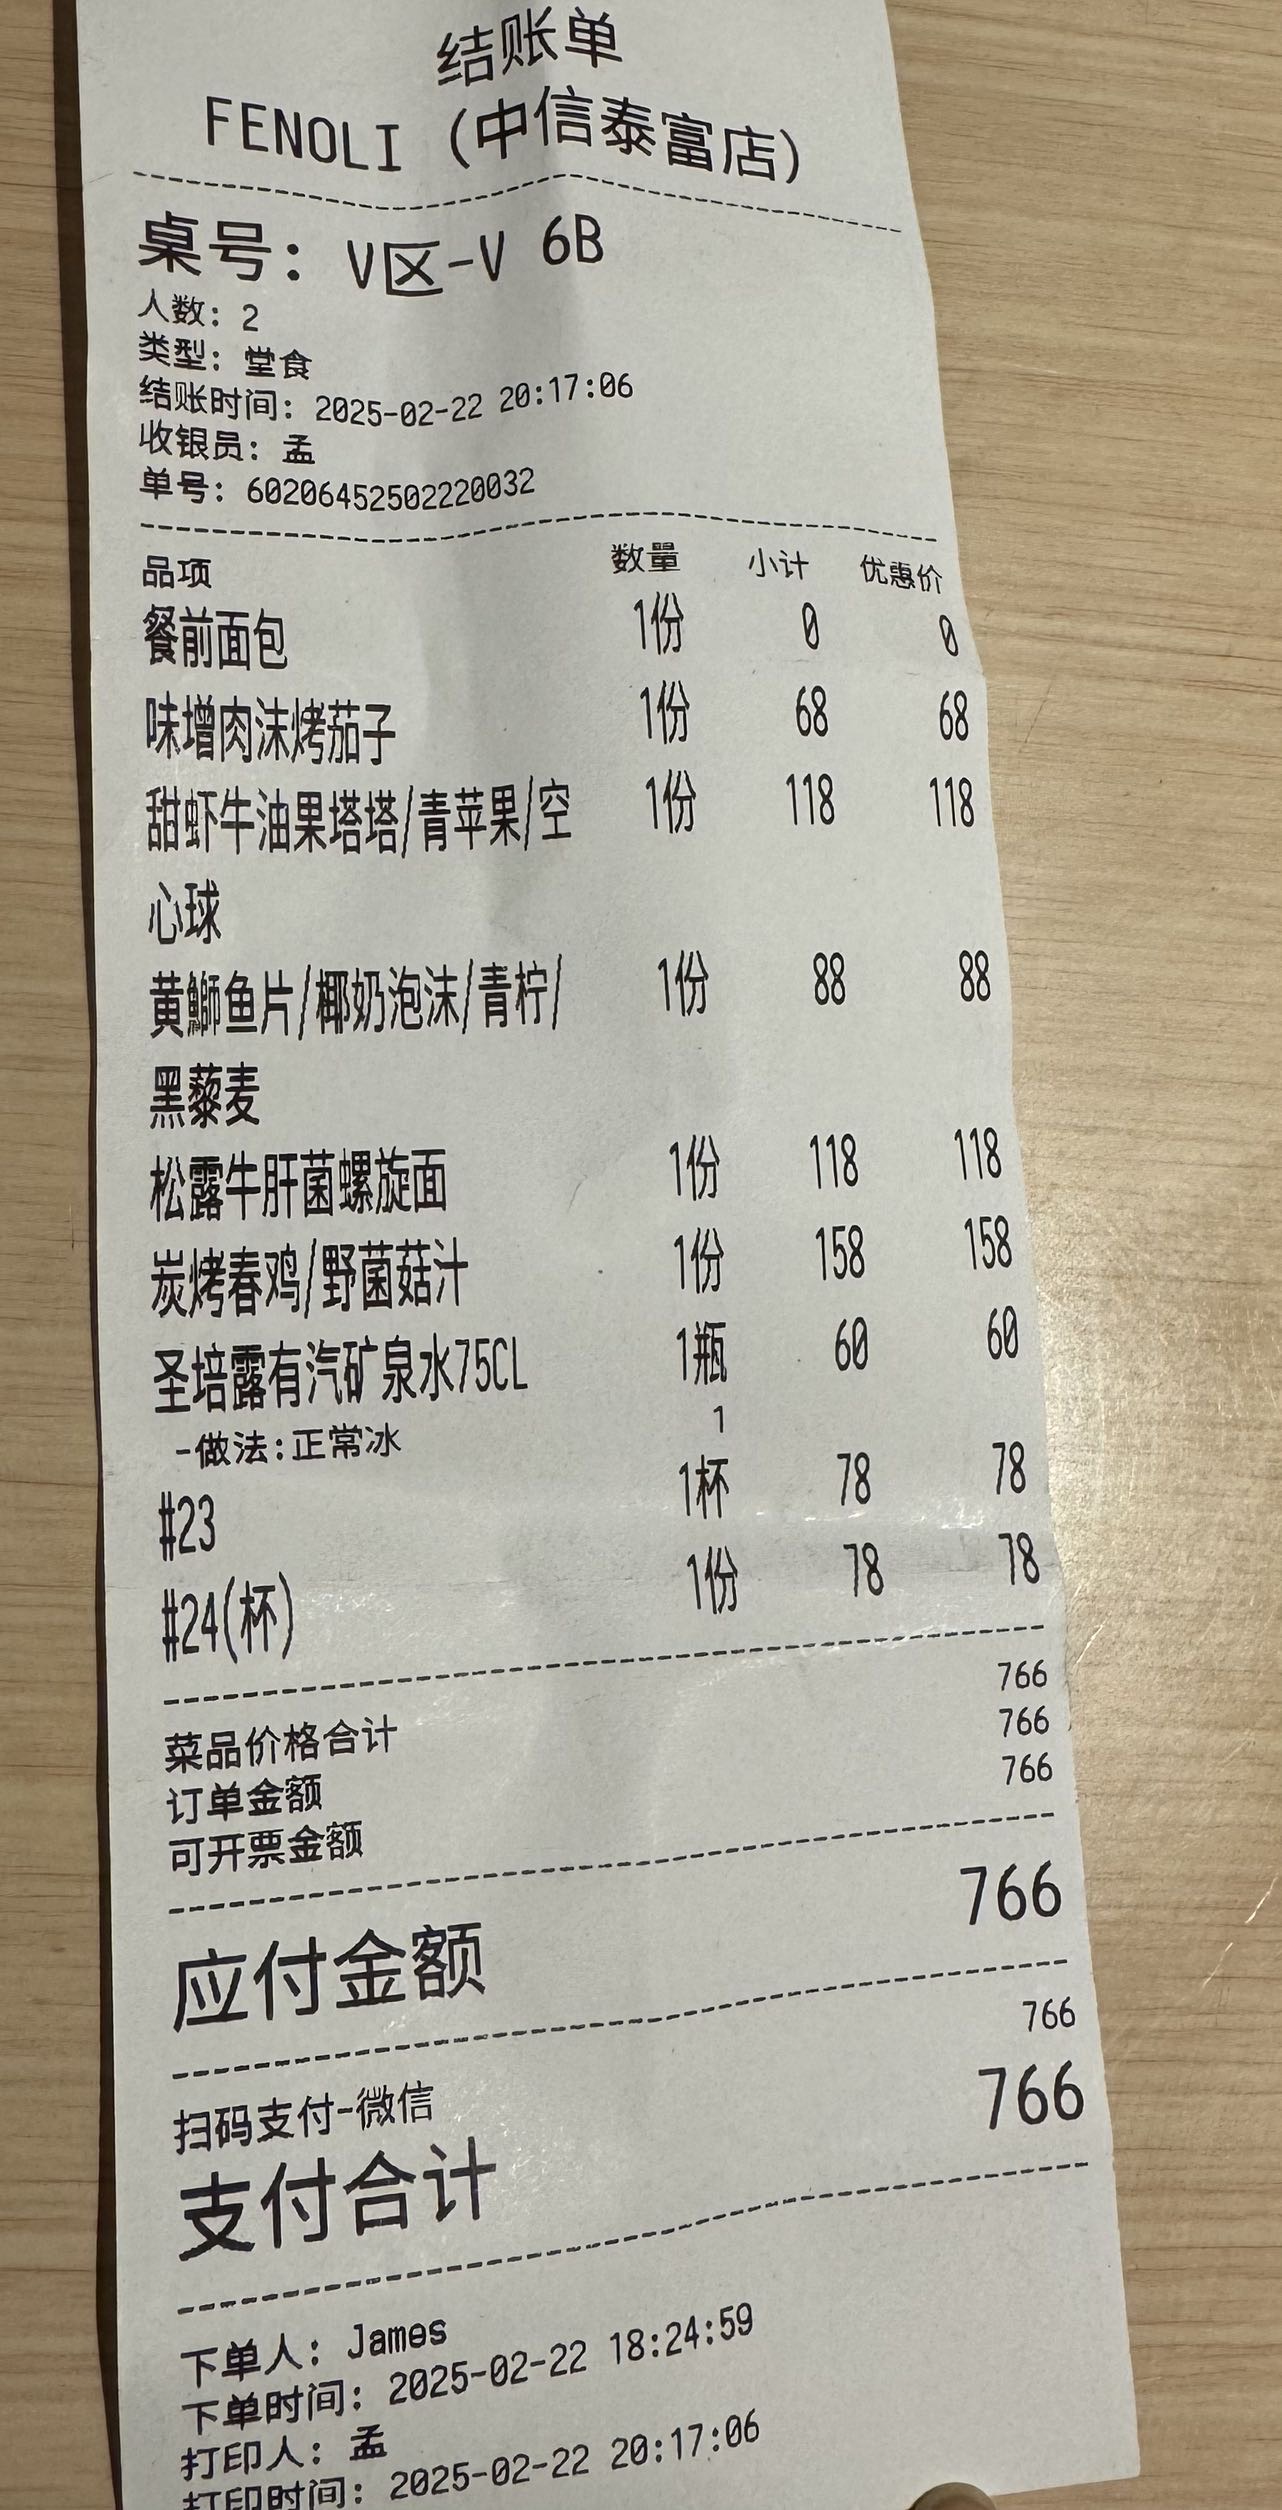 结账单
FENOLI (中信泰富店)
桌号: V区-V 6B
人数: 2
类型: 堂食
结账时间: 2025-02-22 20:17:06
收银员: 孟
单号: 60206452502220032
品项 数量 小计 优惠价
餐前面包 1份 0 0
味增肉沫烤茄子 1份 68 68
甜虾牛油果塔塔/青苹果/空 1份 118 118
心球
黄鰤鱼片/椰奶泡沫/青柠/ 1份 88 88
黑藜麦
松露牛肝菌螺旋面 1份 118 118
炭烤春鸡/野菌菇汁 1份 158 158
圣培露有汽矿泉水75CL 1瓶 60 60
-做法:正常冰 1
#23 1杯 78 78
#24(杯) 1份 78 78
菜品价格合计 766
订单金额 766
可开票金额 766
应付金额 766
扫码支付-微信 766
支付合计 766
下单人: James
下单时间: 2025-02-22 18:24:59
打印人: 孟
打印时间: 2025-02-22 20:17:06